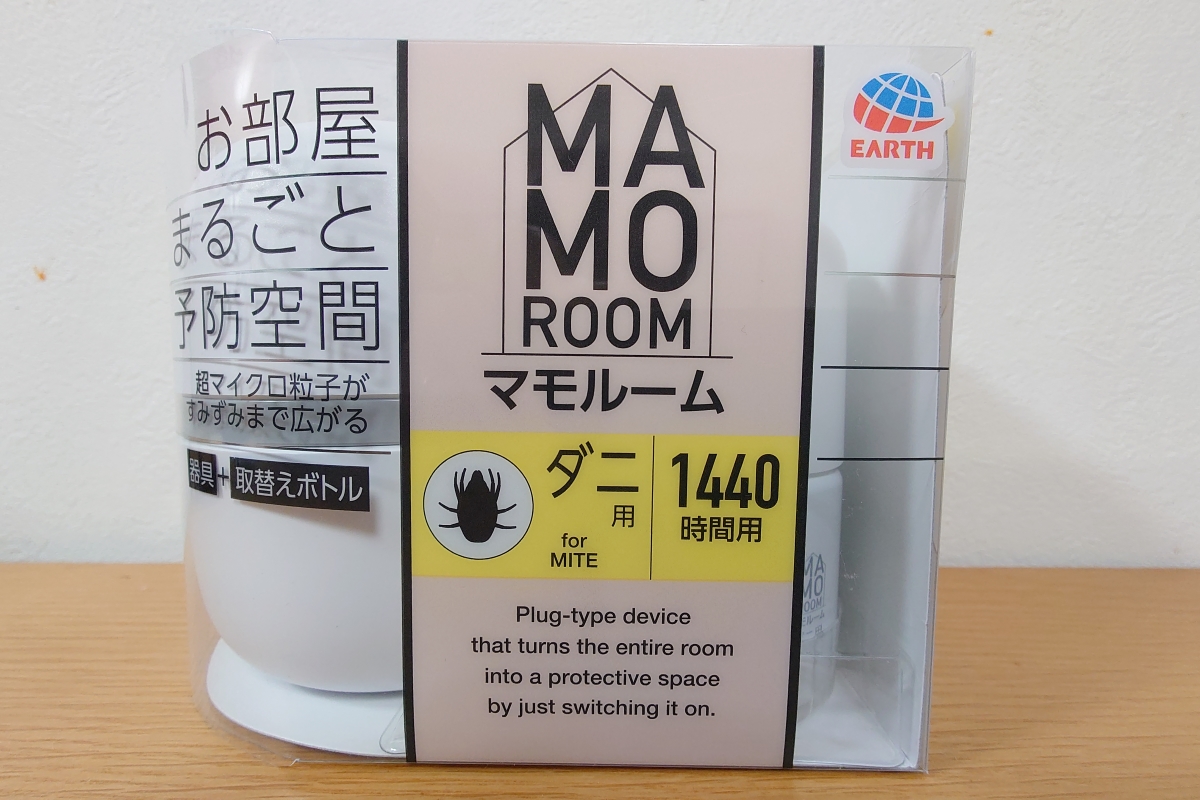 お部屋
まるごと
予防空間
超マイクロ粒子が
すみずみまで広がる
器具+取替えボトル
MA
MO
ROOM
マモルーム
ダニ
用
for
MITE
1440
時間用
Plug-type device
that turns the entire room
into a protective space
by just switching it on.
EARTH